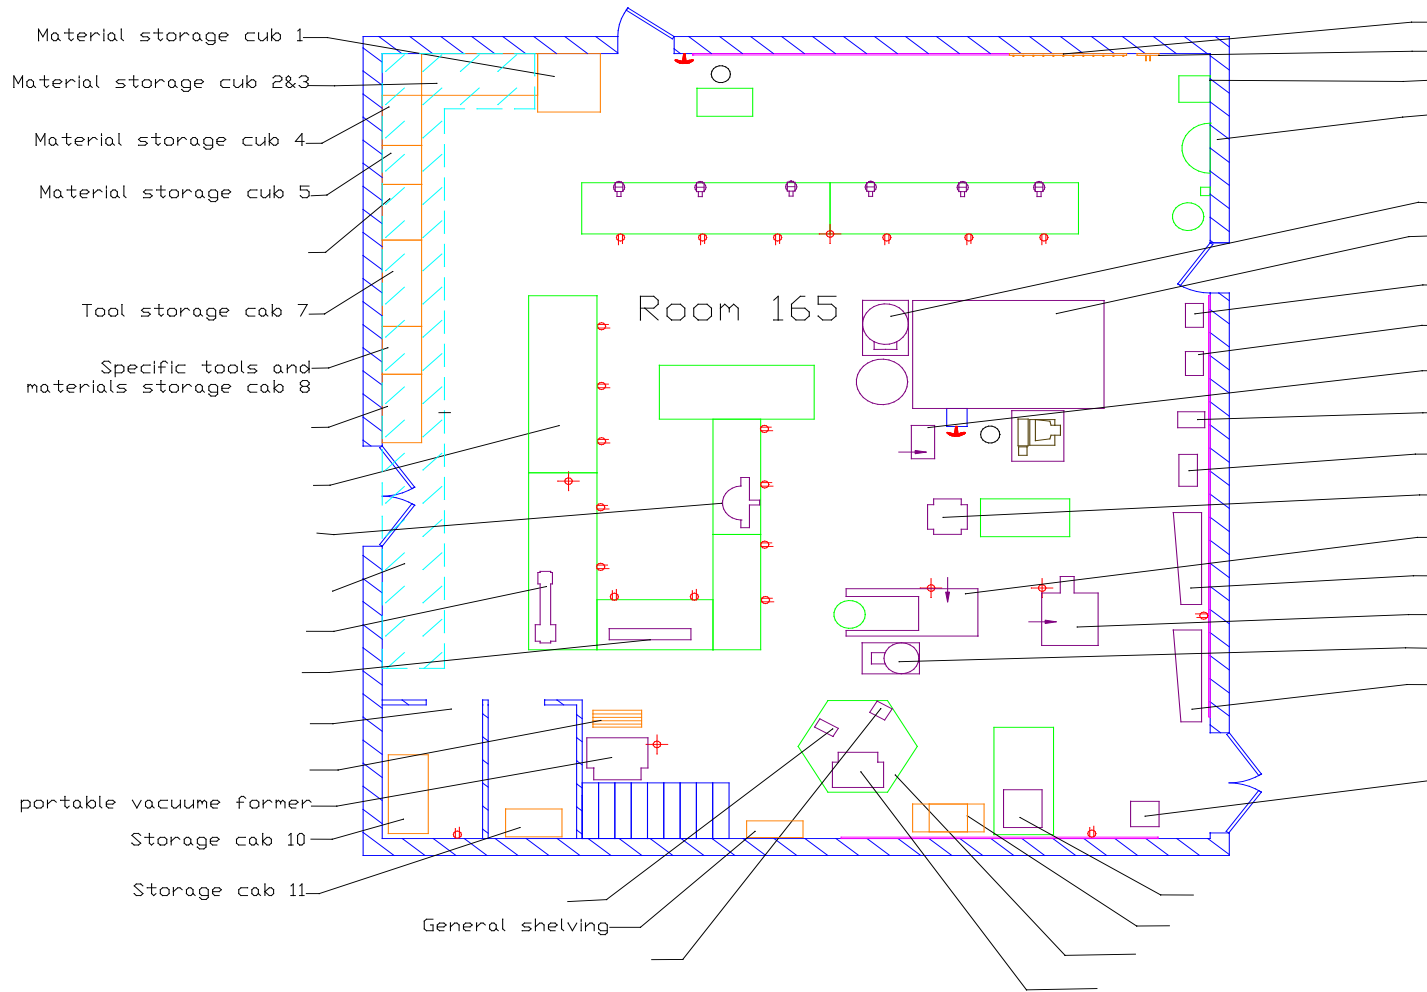 Material storage cub 1
Material storage cub 2&3
Material storage cub 4
Material storage cub 5
Room 165
Tool storage cab 7
Specific tools and
materials storage cab 8
portable vacuume former
Storage cab 10
Storage cab 11
General shelving